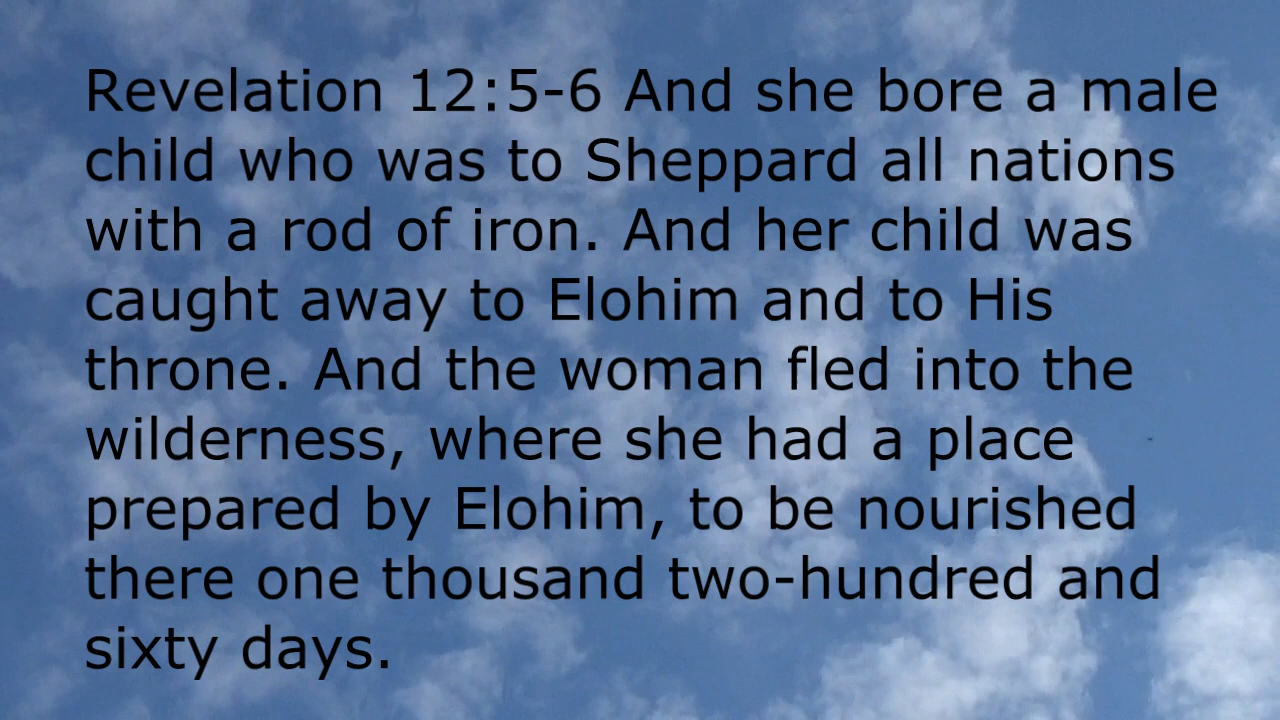 Revelation 12:5-6 And she bore a male
child who was to Sheppard all nations
with a rod of iron. And her child was
caught away to Elohim and to His
throne. And the woman fled into the
wilderness, where she had a place
prepared by Elohim, to be nourished
there one thousand two-hundred and
sixty days.